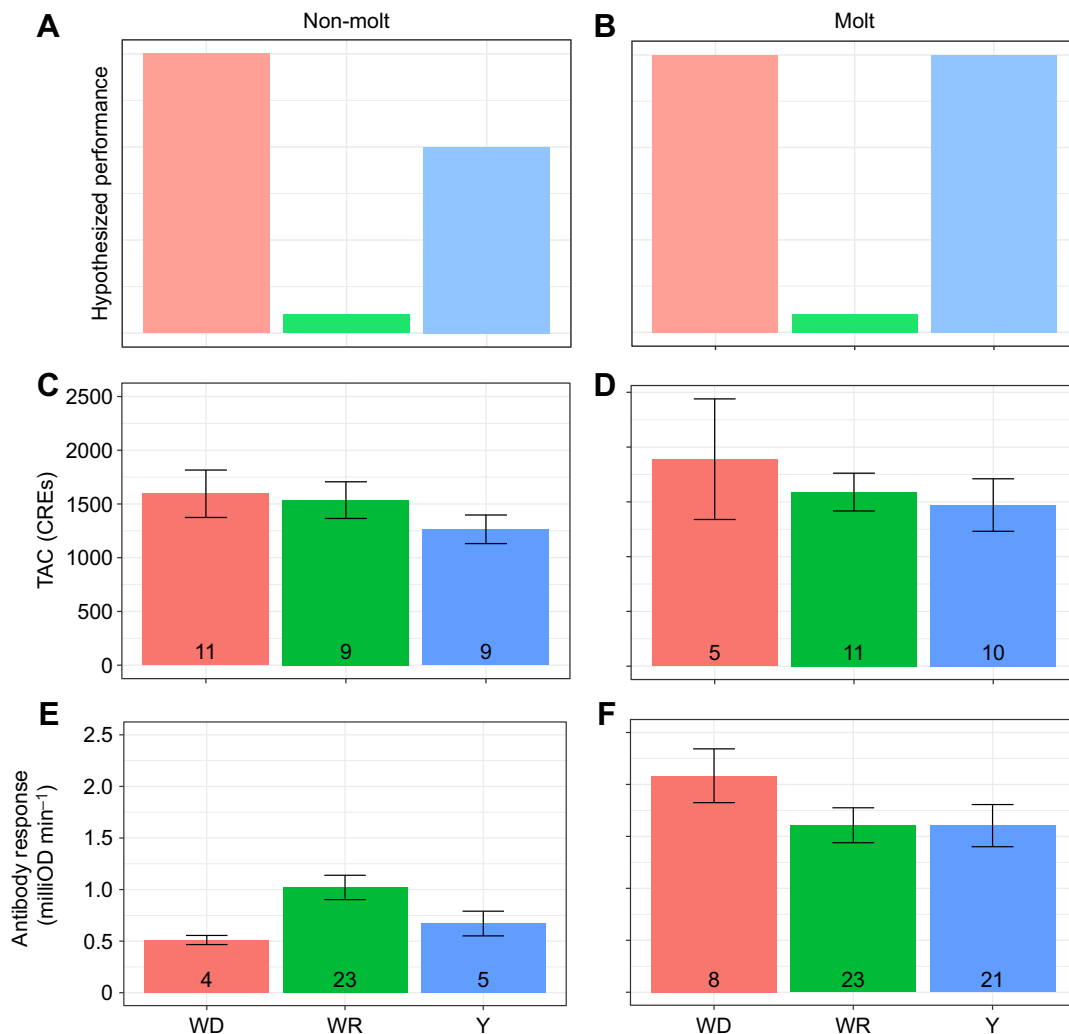 A
Non-molt
B
Molt
Hypothesized performance
C
D
TAC (CREs)
2500
2000
1500
1000
500
0
11
9
9
5
11
10
E
F
Antibody response
(milliOD min⁻¹)
2.5
2.0
1.5
1.0
0.5
0
4
23
5
8
23
21
WD
WR
Y
WD
WR
Y